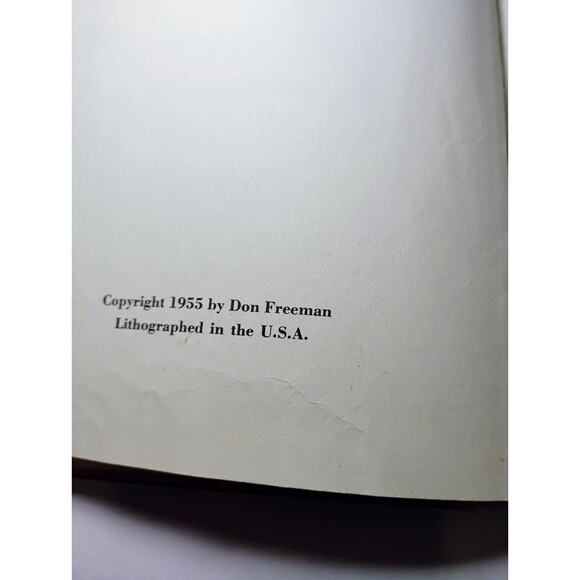 Copyright 1955 by Don Freeman
Lithographed in the U.S.A.